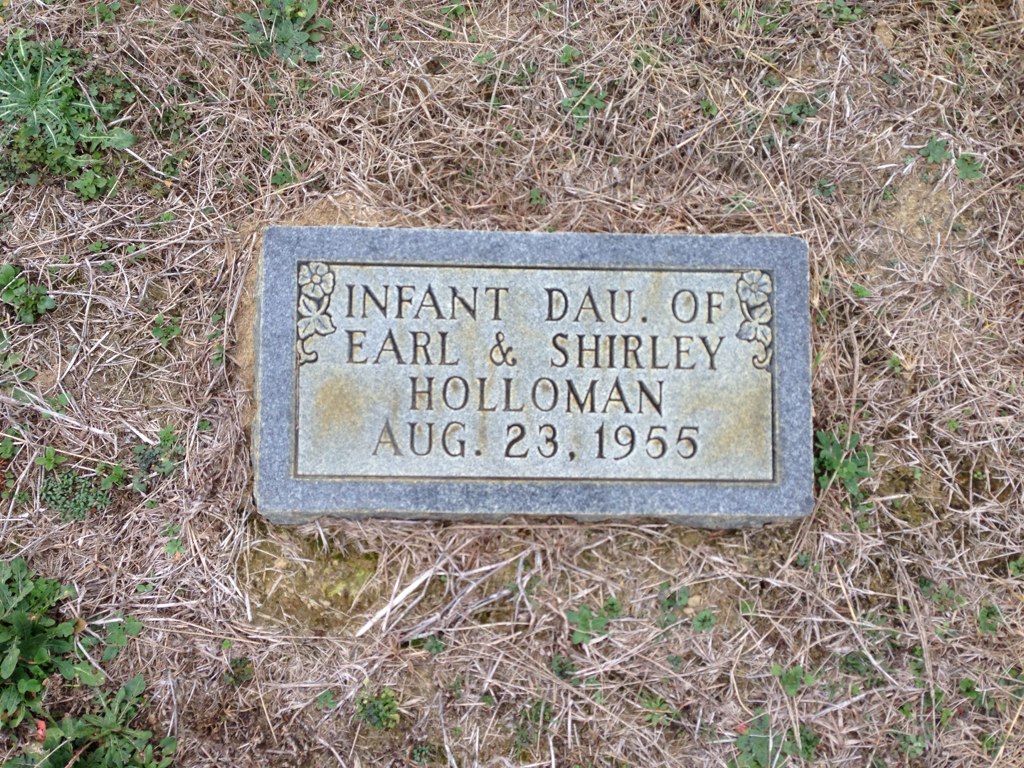 INFANT DAU. OF
EARL & SHIRLEY
HOLLOMAN
AUG. 23, 1955